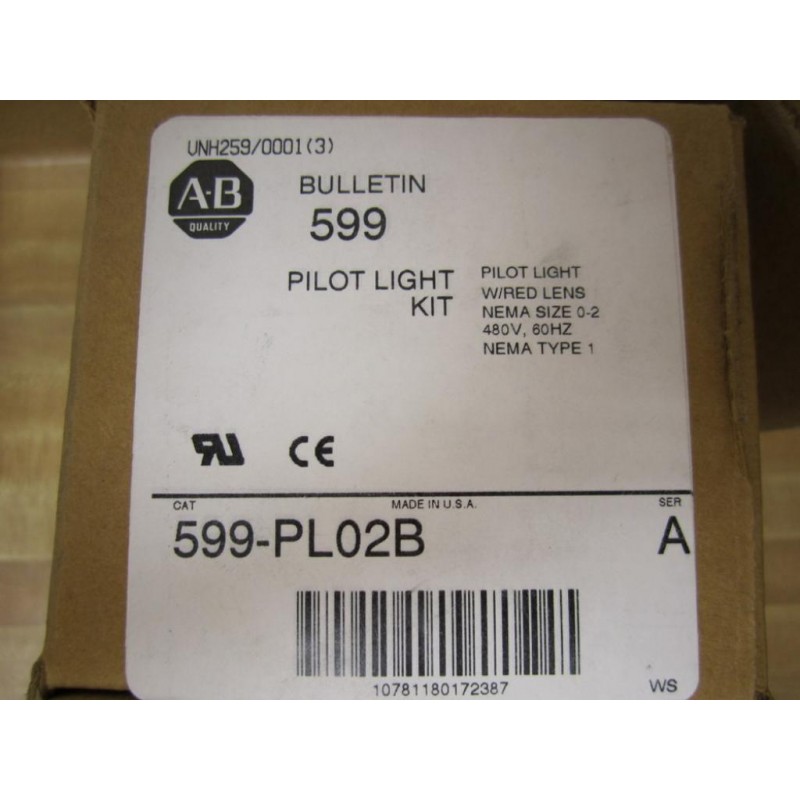 UNH259/0001(3)
A-B
QUALITY
BULLETIN
599
PILOT LIGHT
KIT
PILOT LIGHT
W/RED LENS
NEMA SIZE 0-2
480V, 60HZ
NEMA TYPE 1
CE
CAT
MADE IN U.S.A.
SER
599-PL02B
A
10781180172387
WS